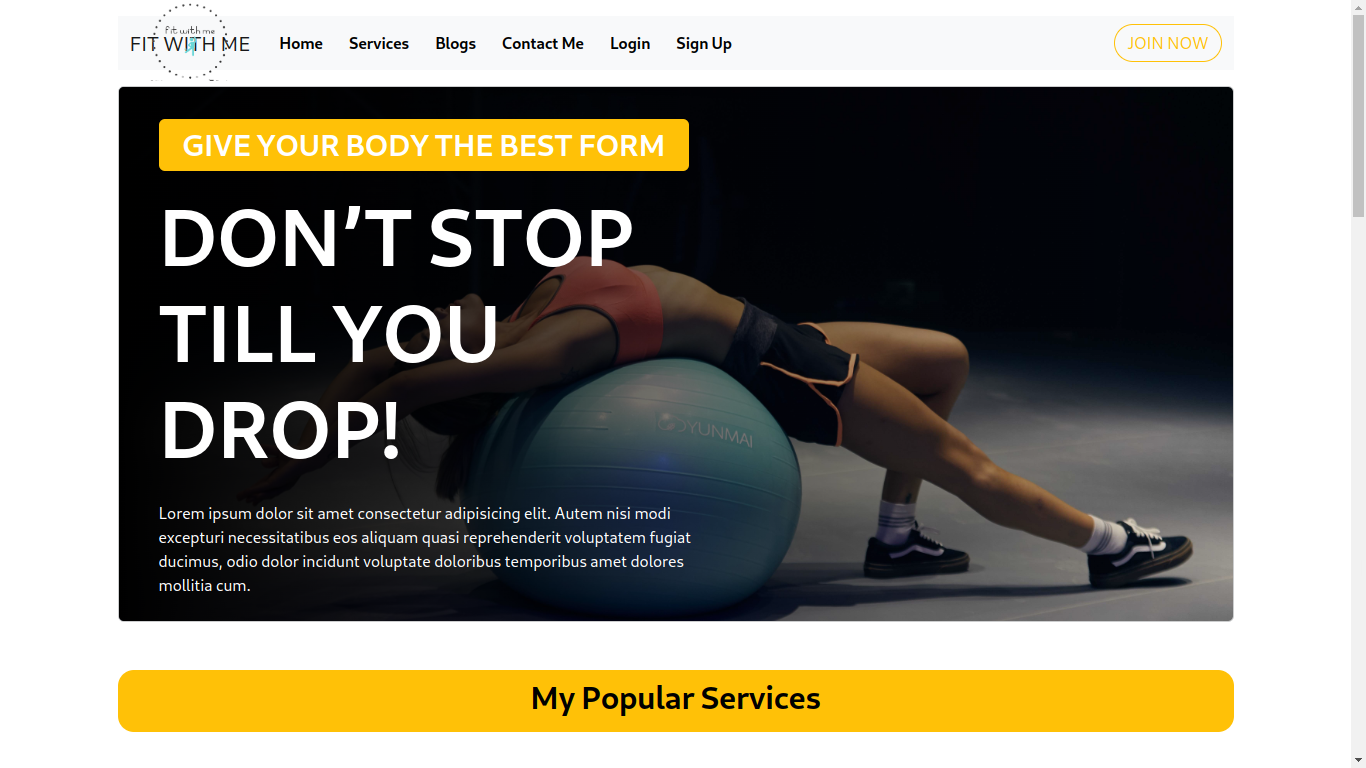 fit with me
FIT WITH ME
Home
Services
Blogs
Contact Me
Login
Sign Up
JOIN NOW
GIVE YOUR BODY THE BEST FORM
DON’T STOP
TILL YOU
DROP!
YUNMAI
Lorem ipsum dolor sit amet consectetur adipisicing elit. Autem nisi modi
excepturi necessitatibus eos aliquam quasi reprehenderit voluptatem fugiat
ducimus, odio dolor incidunt voluptate doloribus temporibus amet dolores
mollitia cum.
My Popular Services